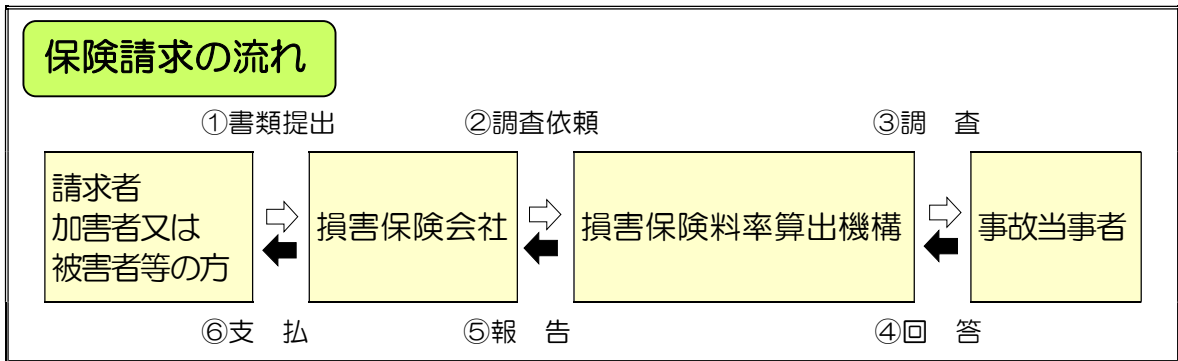 保険請求の流れ
①書類提出
②調査依頼
③調　査
請求者
加害者又は
被害者等の方
損害保険会社
損害保険料率算出機構
事故当事者
⑥支　払
⑤報　告
④回　答